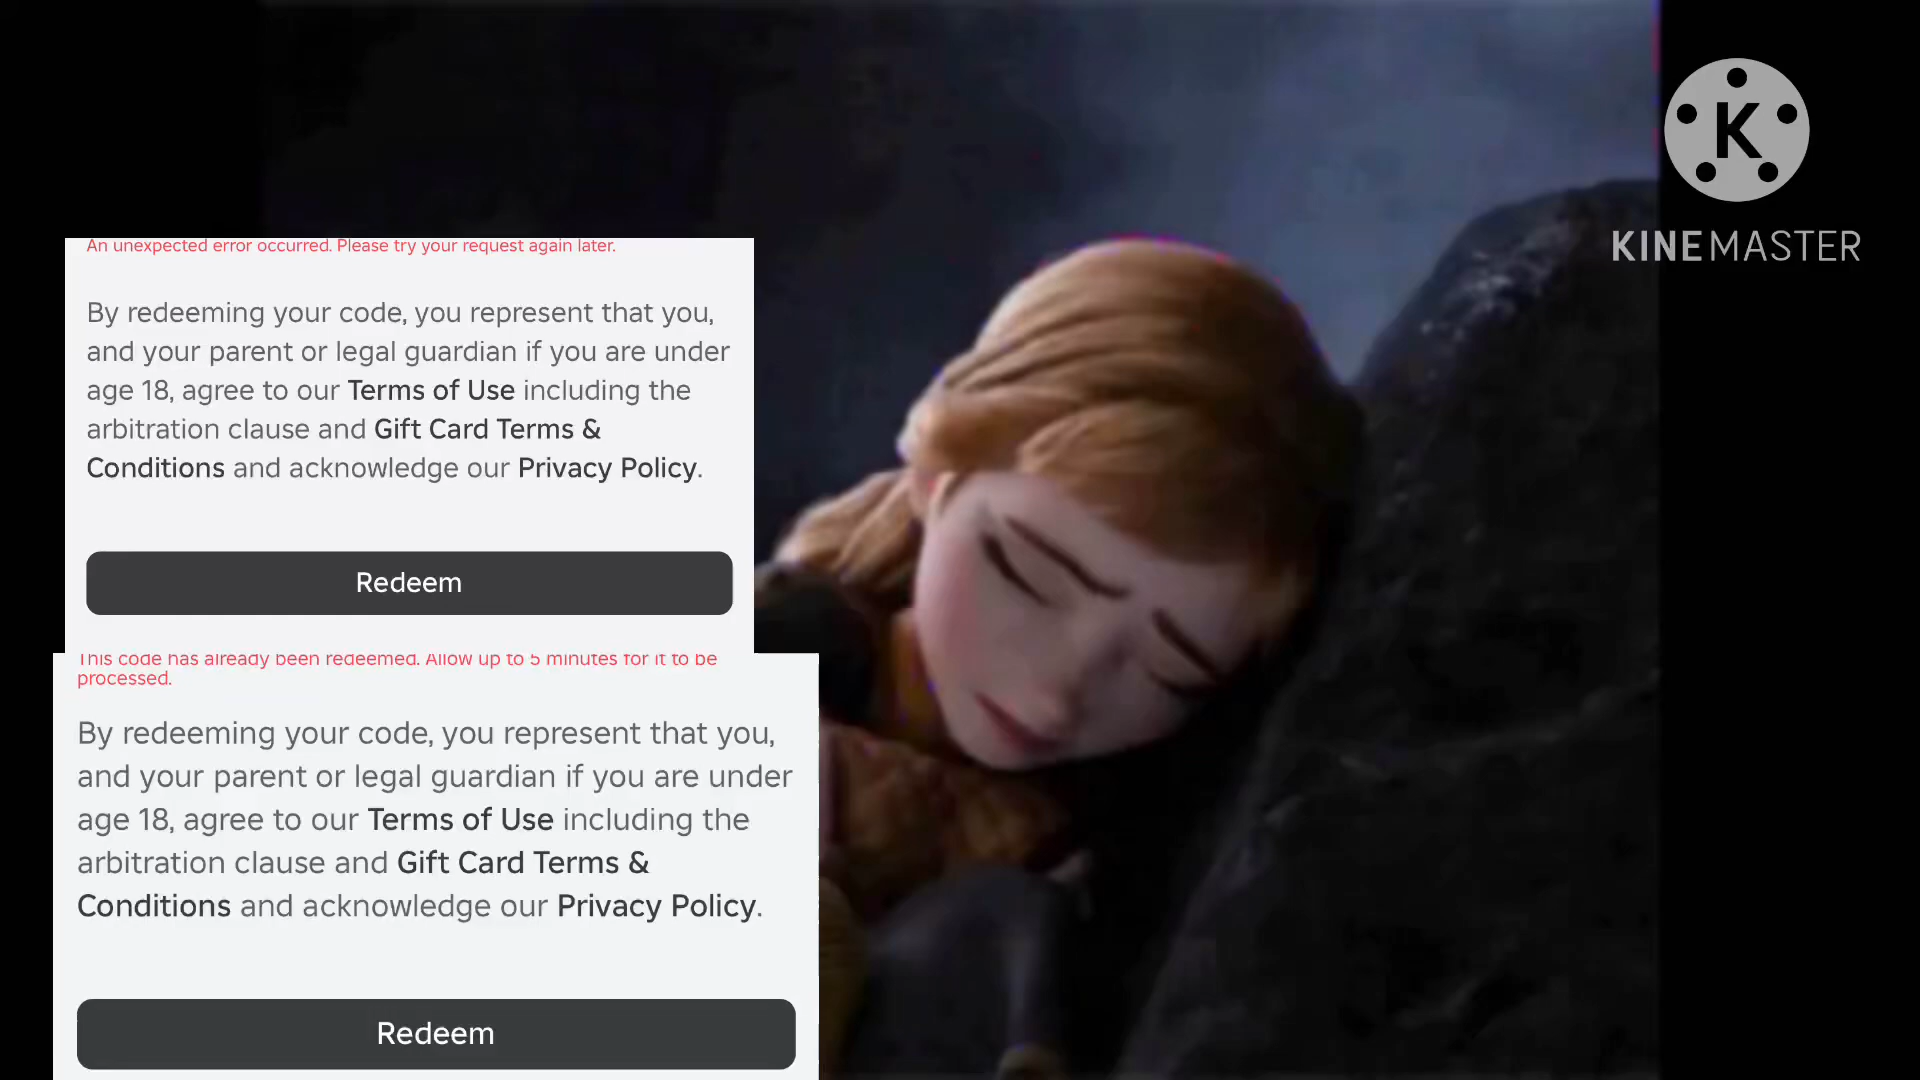 K
KINEMASTER
An unexpected error occurred. Please try your request again later.
By redeeming your code, you represent that you,
and your parent or legal guardian if you are under
age 18, agree to our Terms of Use including the
arbitration clause and Gift Card Terms &
Conditions and acknowledge our Privacy Policy.
Redeem
This code has already been redeemed. Allow up to 5 minutes for it to be
processed.
By redeeming your code, you represent that you,
and your parent or legal guardian if you are under
age 18, agree to our Terms of Use including the
arbitration clause and Gift Card Terms &
Conditions and acknowledge our Privacy Policy.
Redeem